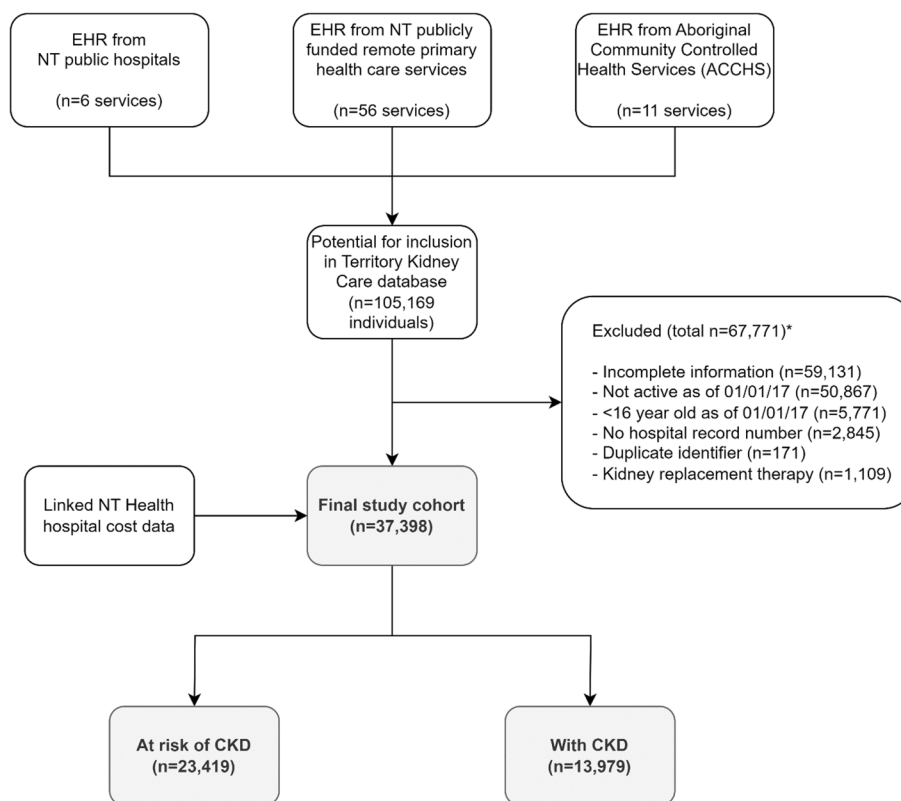 EHR from
NT public hospitals
(n=6 services)
EHR from NT publicly
funded remote primary
health care services
(n=56 services)
EHR from Aboriginal
Community Controlled
Health Services (ACCHS)
(n=11 services)
Potential for inclusion
in Territory Kidney
Care database
(n=105,169
individuals)
Excluded (total n=67,771)*
- Incomplete information (n=59,131)
- Not active as of 01/01/17 (n=50,867)
- <16 year old as of 01/01/17 (n=5,771)
- No hospital record number (n=2,845)
- Duplicate identifier (n=171)
- Kidney replacement therapy (n=1,109)
Linked NT Health
hospital cost data
Final study cohort
(n=37,398)
At risk of CKD
(n=23,419)
With CKD
(n=13,979)